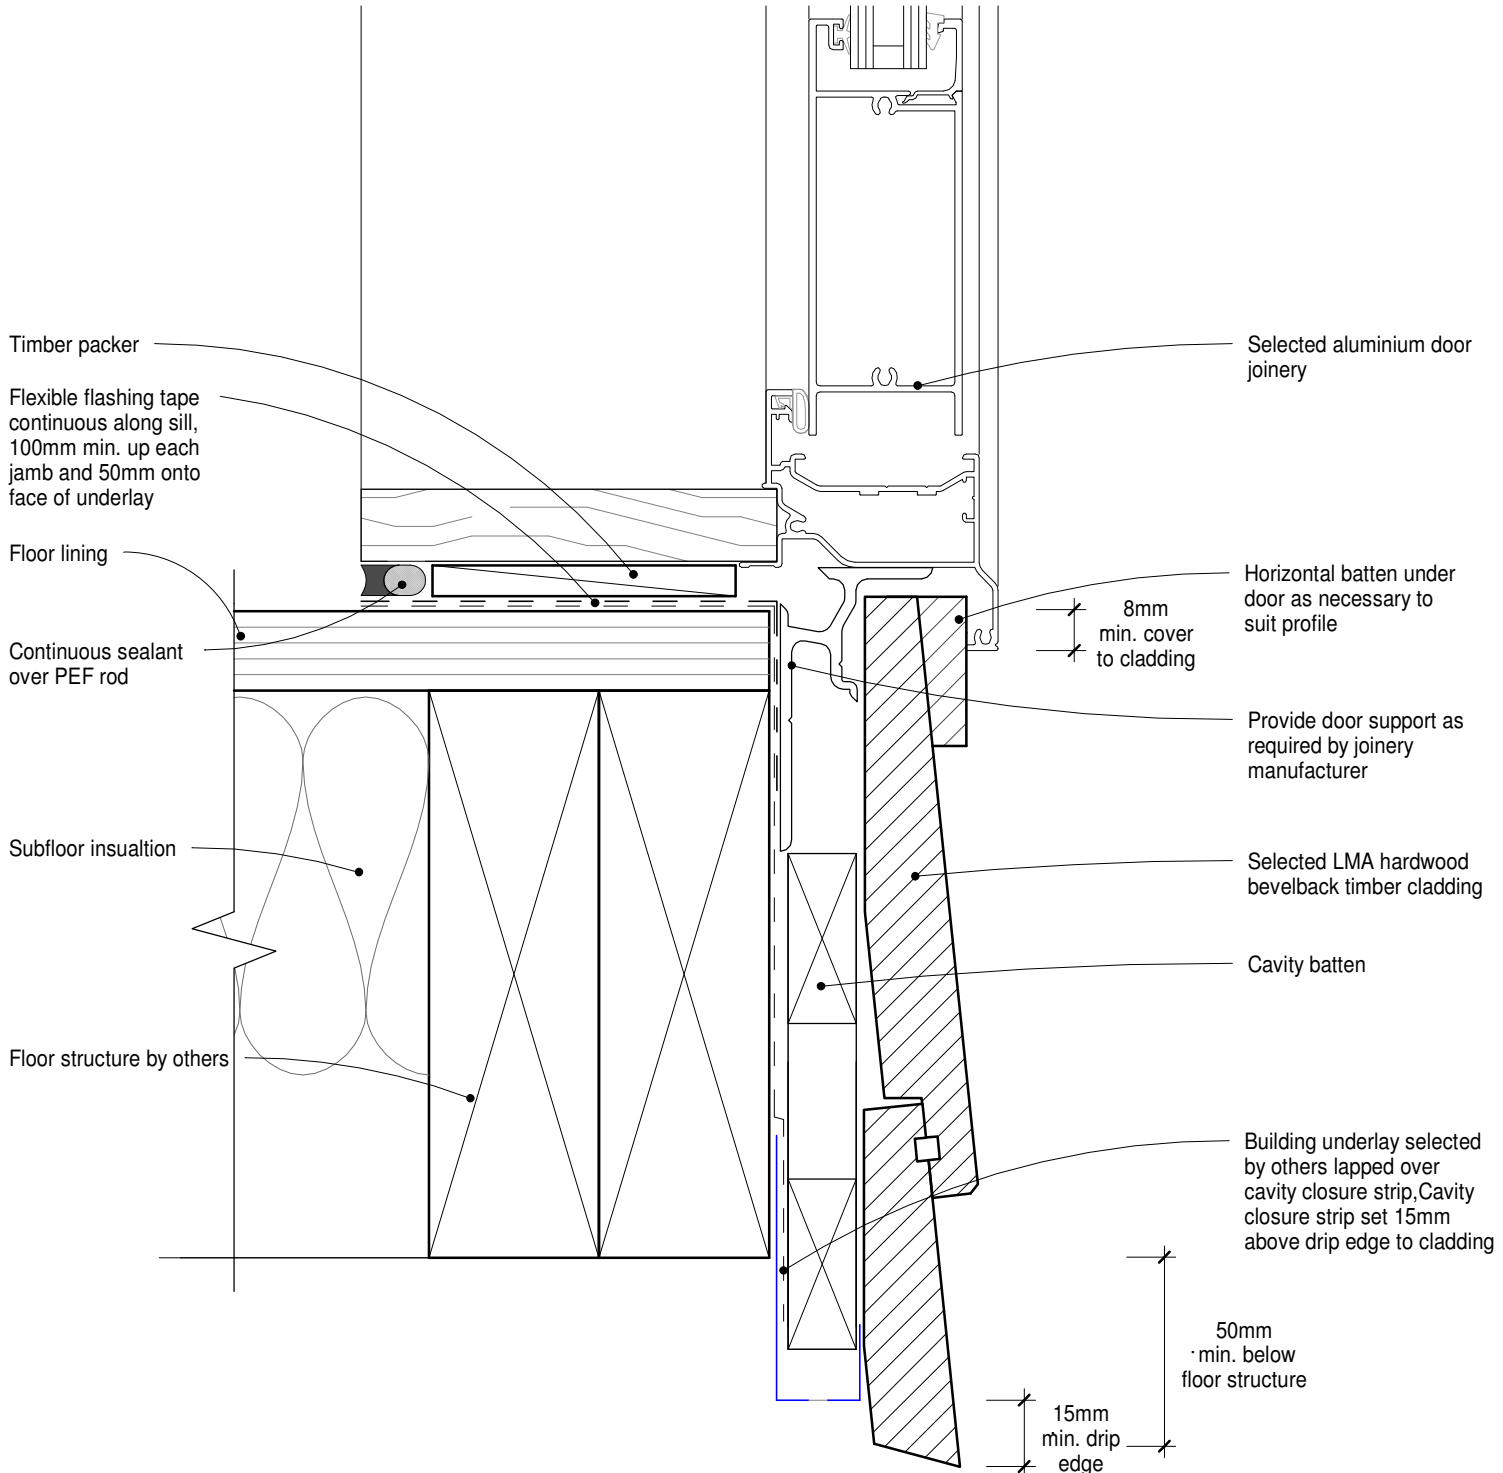 Timber packer
Flexible flashing tape
continuous along sill,
100mm min. up each
jamb and 50mm onto
face of underlay
Floor lining
Continuous sealant
over PEF rod
Subfloor insualtion
Floor structure by others
Selected aluminium door
joinery
Horizontal batten under
door as necessary to
suit profile
8mm
min. cover
to cladding
Provide door support as
required by joinery
manufacturer
Selected LMA hardwood
bevelback timber cladding
Cavity batten
Building underlay selected
by others lapped over
cavity closure strip,Cavity
closure strip set 15mm
above drip edge to cladding
50mm
min. below
floor structure
15mm
min. drip
edge